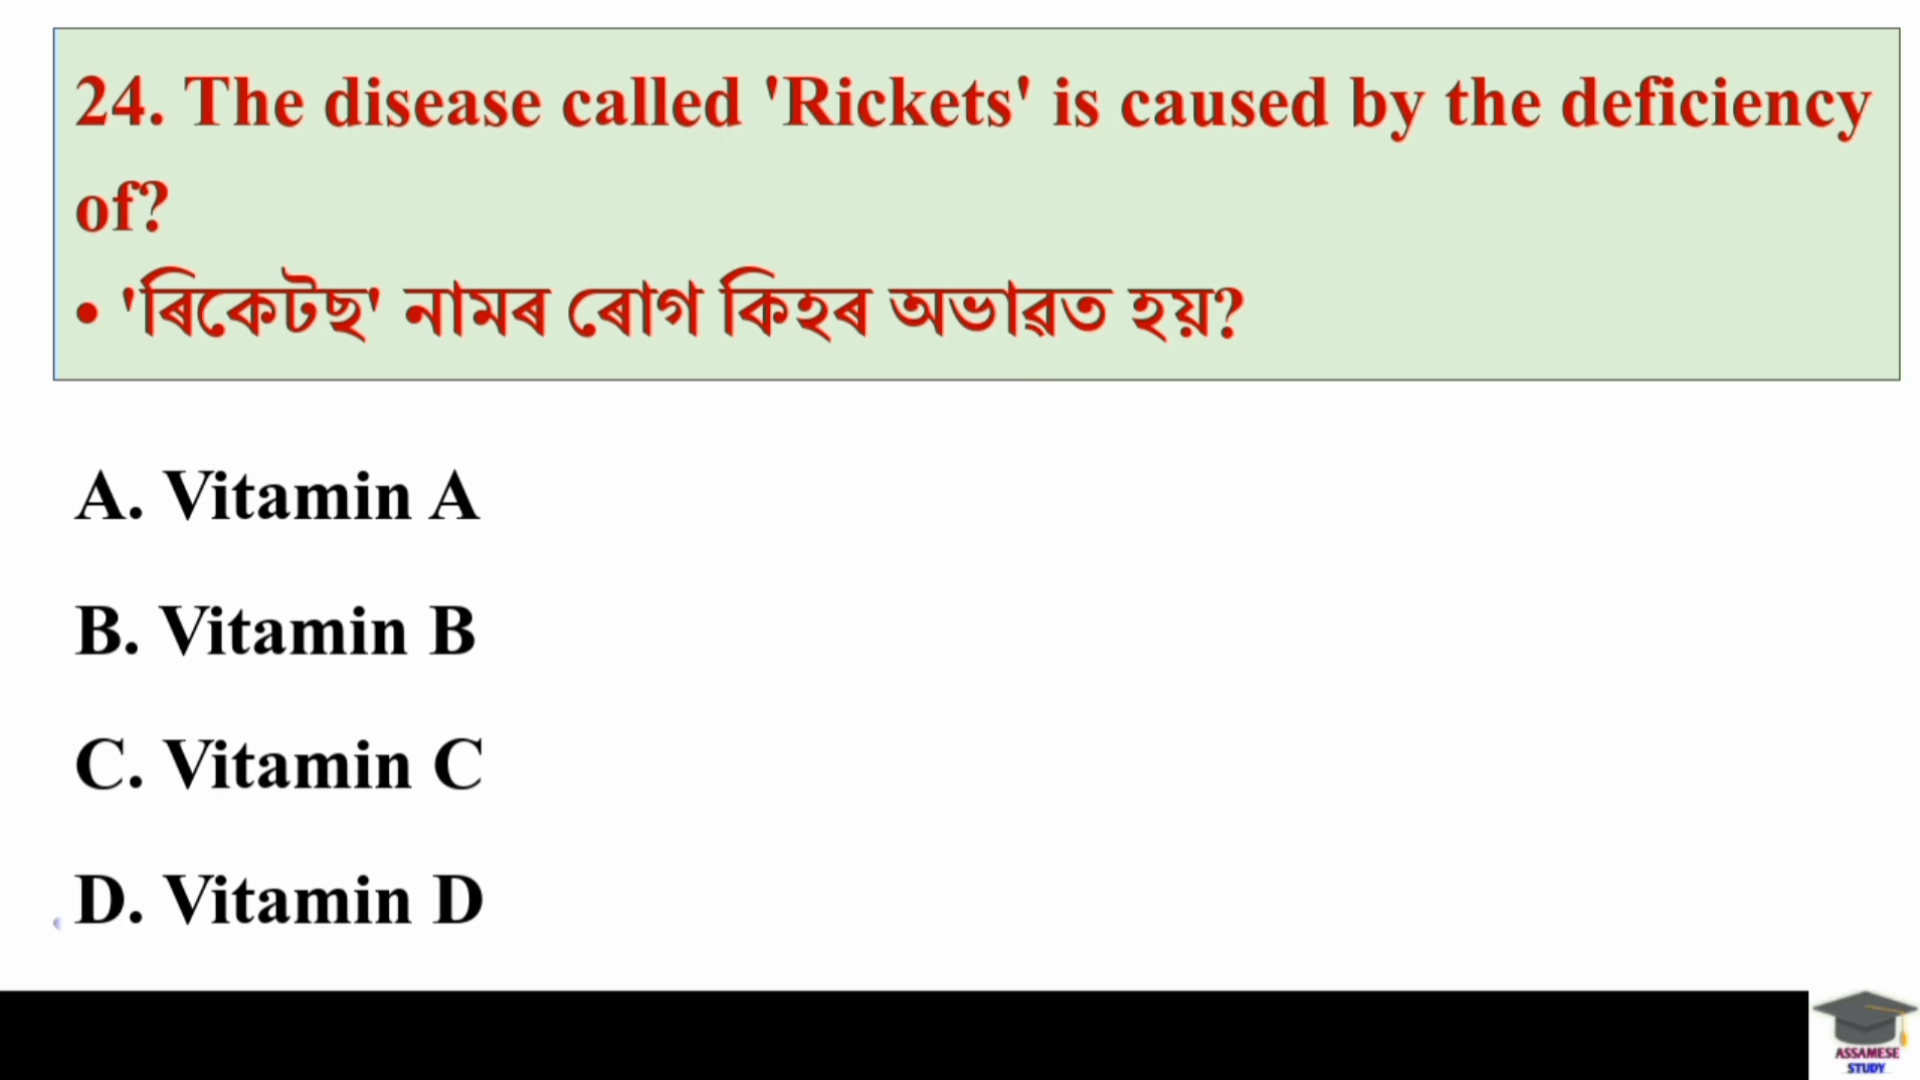 24. The disease called 'Rickets' is caused by the deficiency
of?
• 'ৰিকেটছ' নামৰ ৰোগ কিহৰ অভাৱত হয়?
A. Vitamin A
B. Vitamin B
C. Vitamin C
D. Vitamin D
ASSAMESE
STUDY